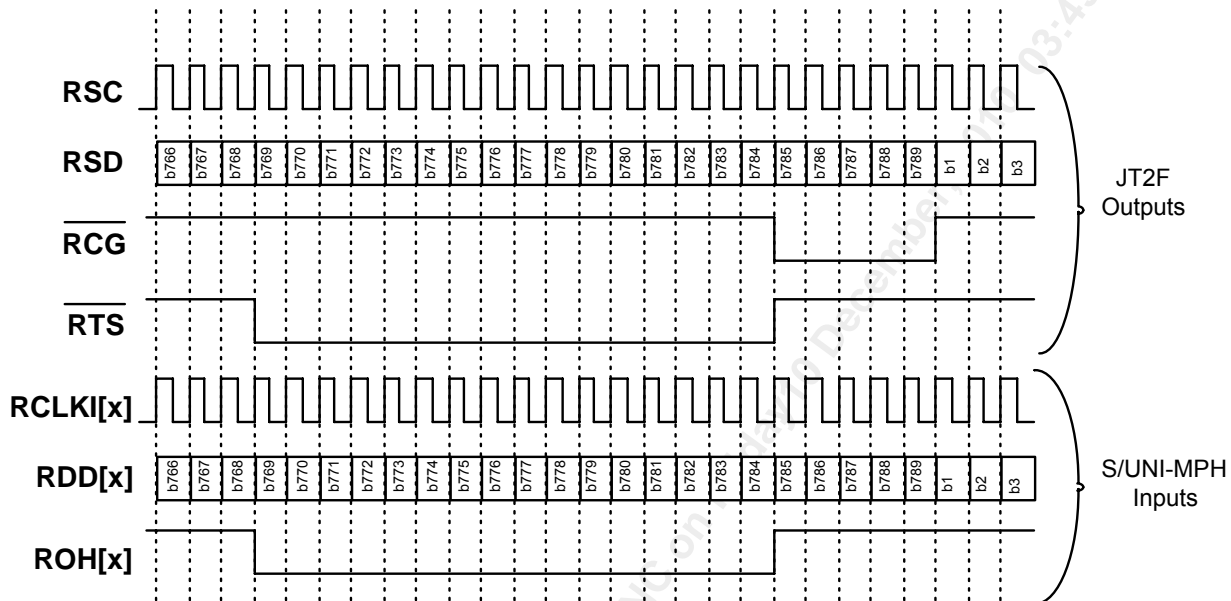 RSC
RSD b766 b767 b768 b769 b770 b771 b772 b773 b774 b775 b776 b777 b778 b779 b780 b781 b782 b783 b784 b785 b786 b787 b788 b789 b1 b2 b3
RCG
RTS
JT2F
Outputs
RCLKI[x]
RDD[x] b766 b767 b768 b769 b770 b771 b772 b773 b774 b775 b776 b777 b778 b779 b780 b781 b782 b783 b784 b785 b786 b787 b788 b789 b1 b2 b3
ROH[x]
S/UNI-MPH
Inputs